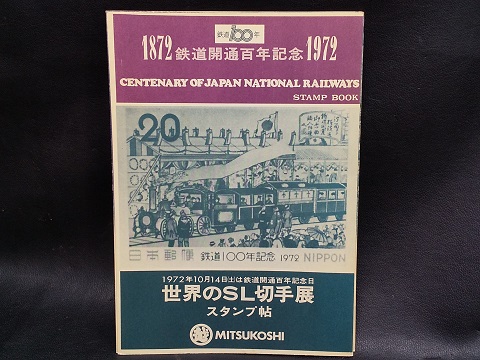 鉄道100年
1872 鉄道開通百年記念 1972
CENTENARY OF JAPAN NATIONAL RAILWAYS
STAMP BOOK
20
日本郵便 鉄道100年記念 1972 NIPPON
1972年10月14日(土)は鉄道開通百年記念日
世界のSL切手展
スタンプ帖
MITSUKOSHI